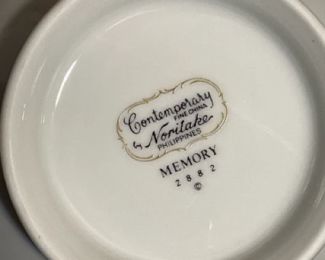 Contemporary
FINE CHINA
by Noritake
PHILIPPINES
MEMORY
2882
©